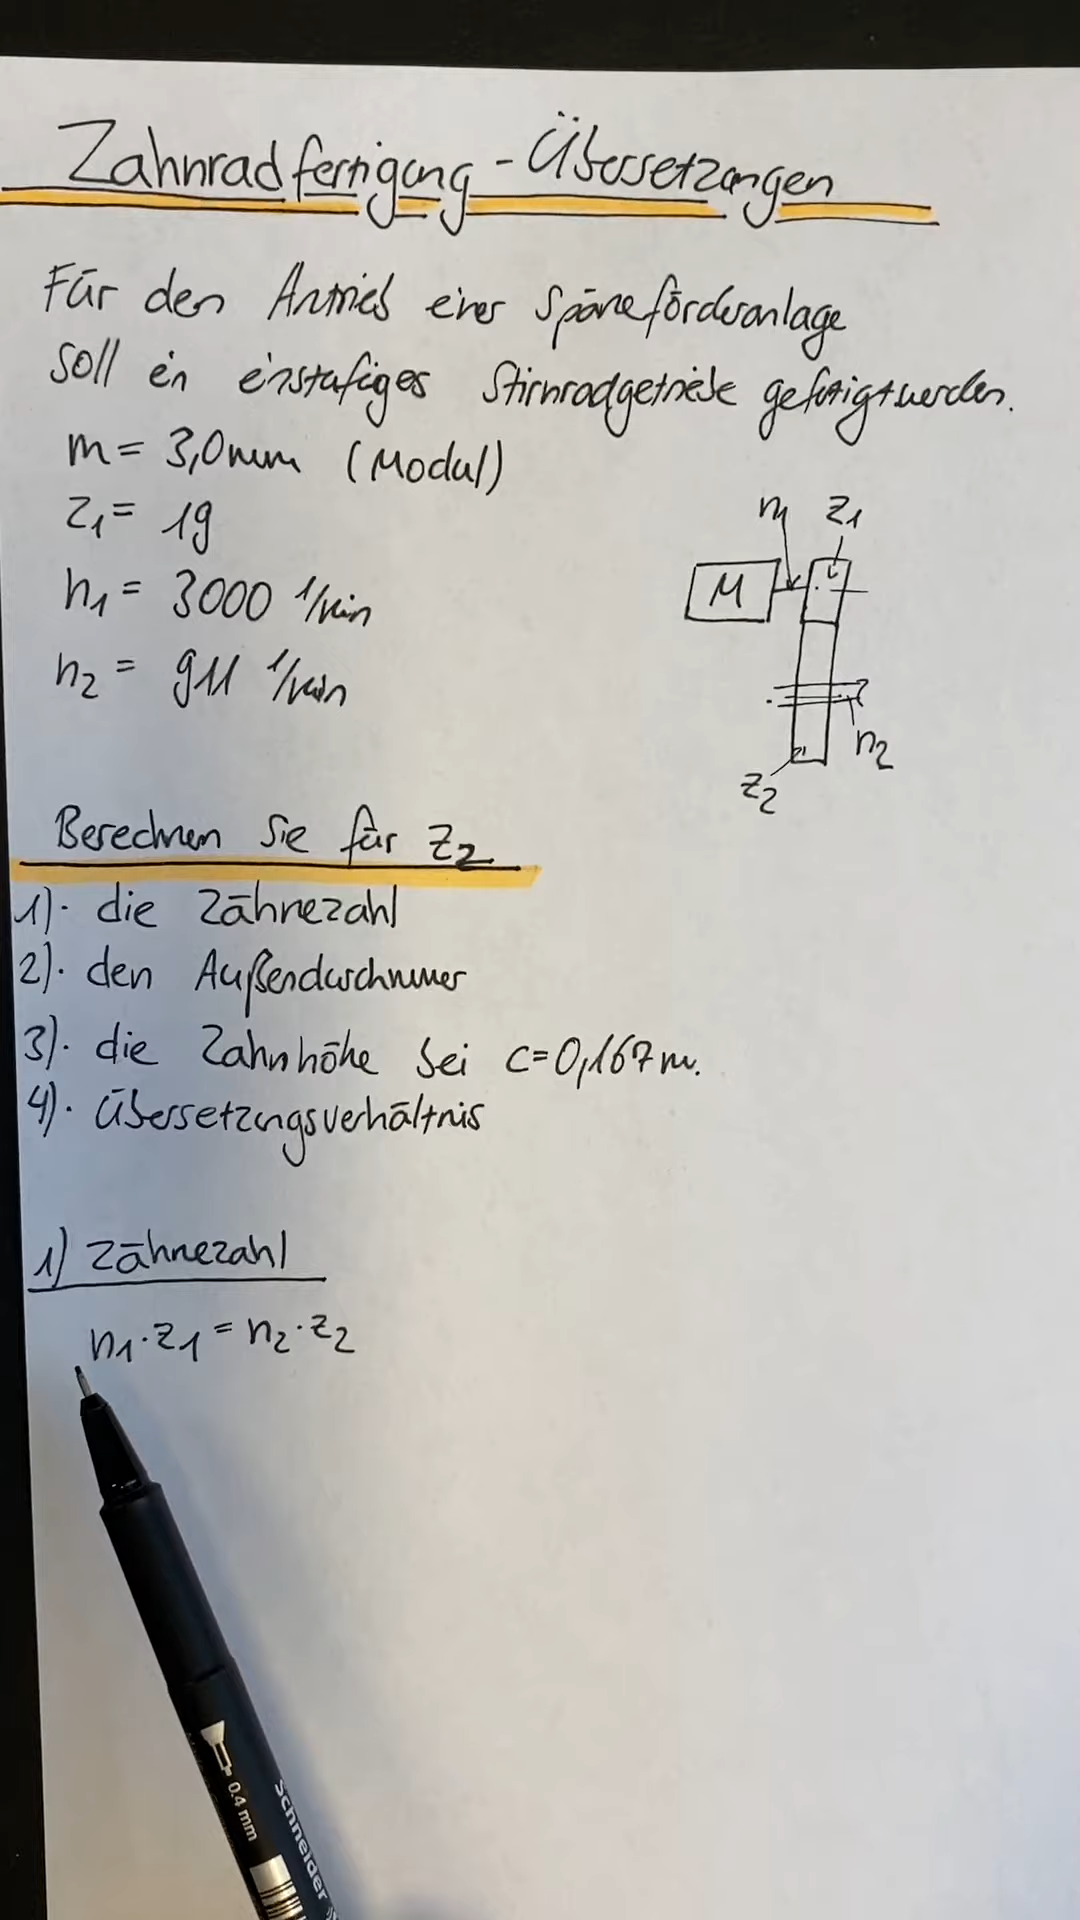 Zahnradfertigung - Übersetzungen
Für den Antrieb einer Späneförderanlage
soll ein einstufiges Stirnradgetriebe gefertigt werden.
m = 3,0 mm (Modul)
z1 = 19
n1 = 3000 1/min
n2 = 911 1/min
n1 z1
M
n2
z2
Berechnen Sie für z2
1). die Zähnezahl
2). den Außendurchmesser
3). die Zahnhöhe bei c=0,167 m.
4). Übersetzungsverhältnis
1) Zähnezahl
n1·z1 = n2·z2
0.4 mm
Schneider